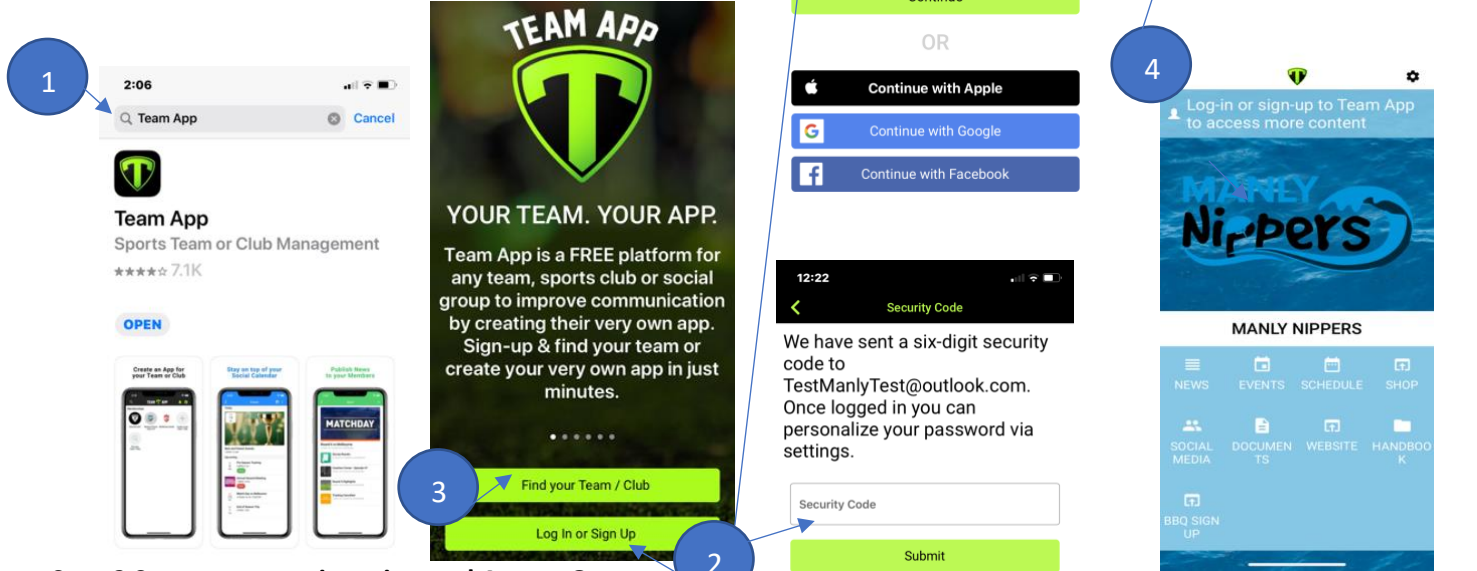 1
2:06
Team App
Cancel
Team App
Sports Team or Club Management
7.1K
OPEN
Create an App for
your Team or Club
Stay on top of your
Social Calendar
Publish News
to your Members
MATCHDAY
TEAM APP
YOUR TEAM. YOUR APP.
Team App is a FREE platform for
any team, sports club or social
group to improve communication
by creating their very own app.
Sign-up & find your team or
create your very own app in just
minutes.
3
Find your Team / Club
Log In or Sign Up
2
Continue
OR
Continue with Apple
Continue with Google
Continue with Facebook
12:22
Security Code
We have sent a six-digit security
code to
TestManlyTest@outlook.com.
Once logged in you can
personalize your password via
settings.
Security Code
Submit
4
Log-in or sign-up to Team App
to access more content
MANLY
Nippers
MANLY NIPPERS
NEWS
EVENTS
SCHEDULE
SHOP
SOCIAL
MEDIA
DOCUMEN
TS
WEBSITE
HANDBOO
K
BBQ SIGN
UP